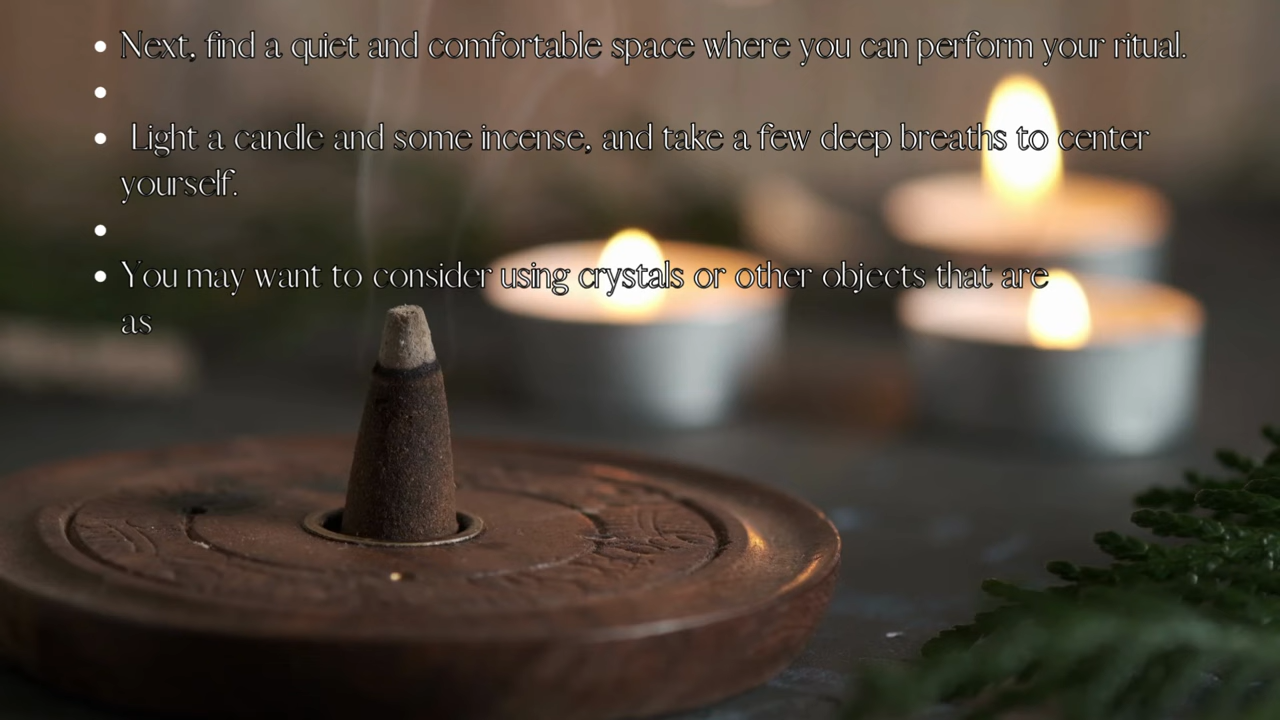 • Next, find a quiet and comfortable space where you can perform your ritual.
•
• Light a candle and some incense, and take a few deep breaths to center
yourself.
•
• You may want to consider using crystals or other objects that are
as